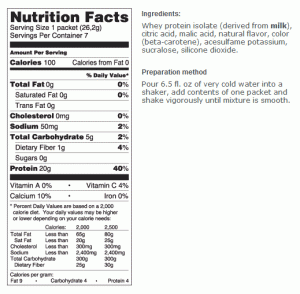 Nutrition Facts
Serving Size 1 packet (26,2g)
Servings Per Container 7
Amount Per Serving
Calories 100 Calories from Fat 0
% Daily Value*
Total Fat 0g 0%
Saturated Fat 0g 0%
Trans Fat 0g
Cholesterol 0mg 0%
Sodium 50mg 2%
Total Carbohydrate 5g 2%
Dietary Fiber 1g 4%
Sugars 0g
Protein 20g 40%
Vitamin A 0% • Vitamin C 4%
Calcium 10% • Iron 0%
* Percent Daily Values are based on a 2,000
calorie diet. Your daily values may be higher
or lower depending on your calorie needs:
Calories: 2,000 2,500
Total Fat Less than 65g 80g
Sat Fat Less than 20g 25g
Cholesterol Less than 300mg 300mg
Sodium Less than 2,400mg 2,400mg
Total Carbohydrate 300g 300g
Dietary Fiber 25g 30g
Calories per gram:
Fat 9 • Carbohydrate 4 • Protein 4
Ingredients:
Whey protein isolate (derived from milk),
citric acid, malic acid, natural flavor, color
(beta-carotene), acesulfame potassium,
sucralose, silicone dioxide.
Preparation method
Pour 6.5 fl. oz of very cold water into a
shaker, add contents of one packet and
shake vigorously until mixture is smooth.